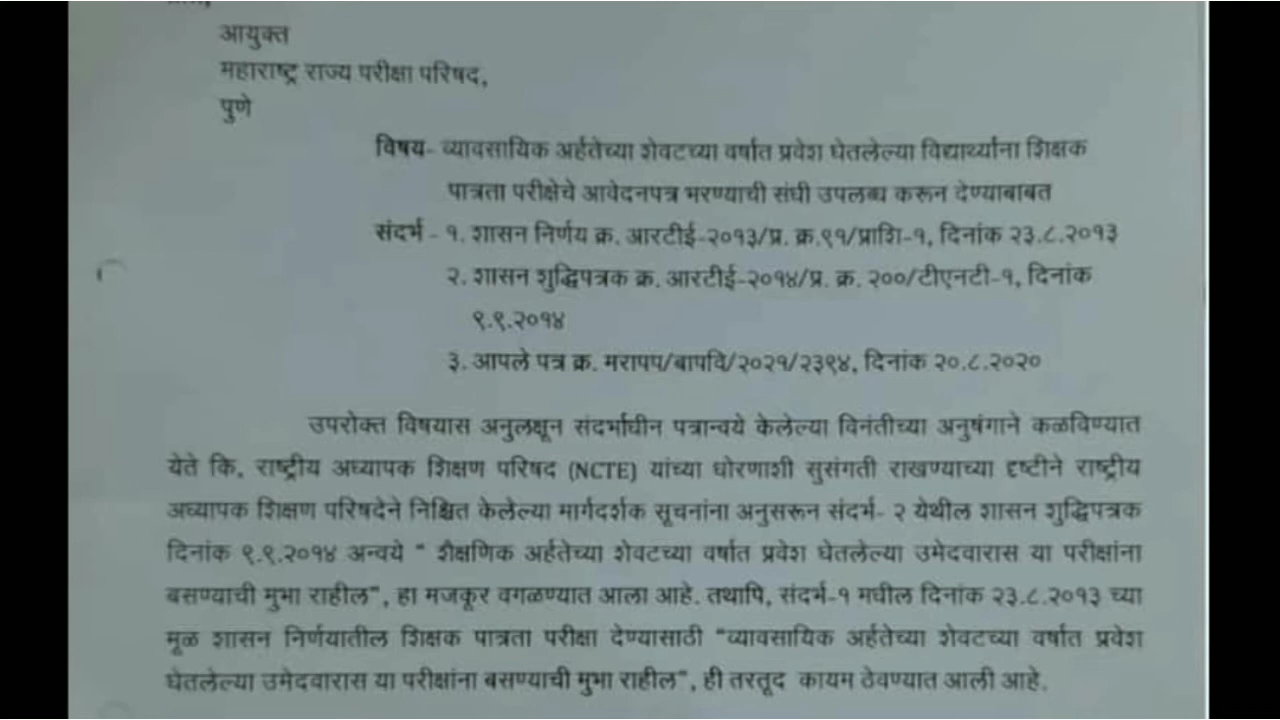 आयुक्त
महाराष्ट्र राज्य परीक्षा परिषद,
पुणे
विषय- व्यावसायिक अर्हतेच्या शेवटच्या वर्षात प्रवेश घेतलेल्या विद्यार्थ्यांना शिक्षक
पात्रता परीक्षेचे आवेदनपत्र भरण्याची संधी उपलब्ध करून देण्याबाबत
संदर्भ - १. शासन निर्णय क्र. आरटीई-२०१३/प्र. क्र.९१/प्राशि-१, दिनांक २३.८.२०१३
२. शासन शुद्धिपत्रक क्र. आरटीई-२०१४/प्र. क्र. २००/टीएनटी-१, दिनांक
९.९.२०१४
३. आपले पत्र क्र. मरापप/बापवि/२०२१/२३९४, दिनांक २०.८.२०२०
उपरोक्त विषयास अनुलक्षून संदर्भाधीन पत्रान्वये केलेल्या विनंतीच्या अनुषंगाने कळविण्यात
येते कि, राष्ट्रीय अध्यापक शिक्षण परिषद (NCTE) यांच्या धोरणाशी सुसंगती राखण्याच्या दृष्टीने राष्ट्रीय
अध्यापक शिक्षण परिषदेने निश्चित केलेल्या मार्गदर्शक सूचनांना अनुसरून संदर्भ- २ येथील शासन शुद्धिपत्रक
दिनांक ९.९.२०१४ अन्वये " शैक्षणिक अर्हतेच्या शेवटच्या वर्षात प्रवेश घेतलेल्या उमेदवारास या परीक्षांना
बसण्याची मुभा राहील", हा मजकूर वगळण्यात आला आहे. तथापि, संदर्भ-१ मधील दिनांक २३.८.२०१३ च्या
मूळ शासन निर्णयातील शिक्षक पात्रता परीक्षा देण्यासाठी "व्यावसायिक अर्हतेच्या शेवटच्या वर्षात प्रवेश
घेतलेल्या उमेदवारास या परीक्षांना बसण्याची मुभा राहील", ही तरतूद कायम ठेवण्यात आली आहे.